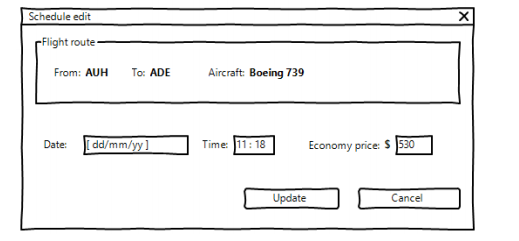 Schedule edit X
Flight route
From: AUH To: ADE Aircraft: Boeing 739
Date: [ dd/mm/yy ] Time: 11 : 18 Economy price: $ 530
Update Cancel